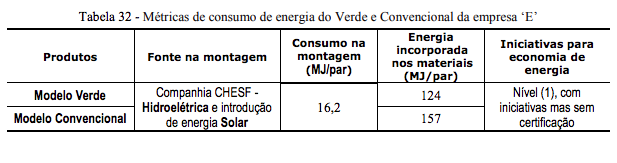 Tabela 32 - Métricas de consumo de energia do Verde e Convencional da empresa ‘E’
Produtos
Fonte na montagem
Consumo na
montagem
(MJ/par)
Energia
incorporada
nos materiais
(MJ/par)
Iniciativas para
economia de
energia
Modelo Verde
Modelo Convencional
Companhia CHESF -
Hidroelétrica e introdução
de energia Solar
16,2
124
157
Nível (1), com
iniciativas mas sem
certificação